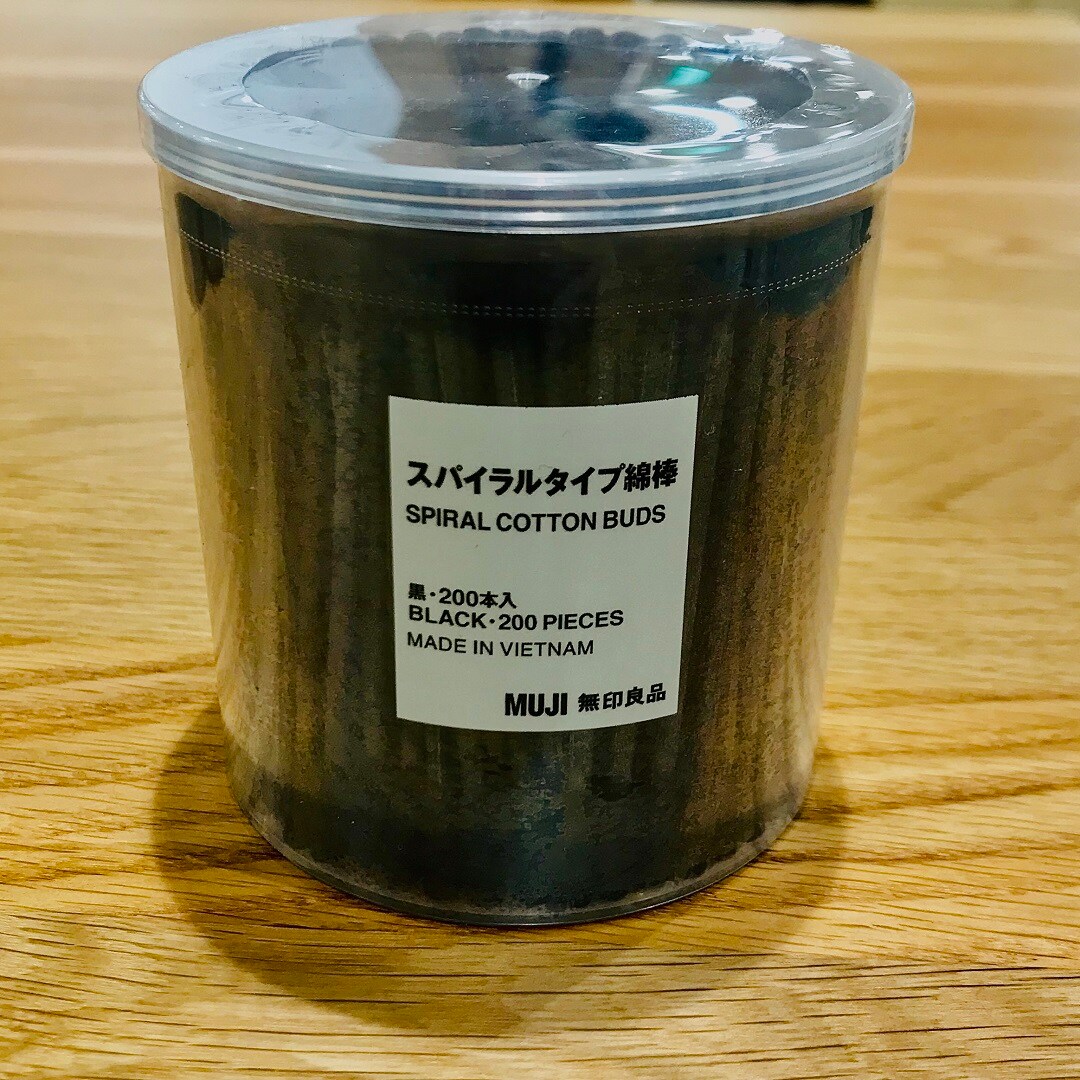 スパイラルタイプ綿棒
SPIRAL COTTON BUDS
黒・200本入
BLACK・200 PIECES
MADE IN VIETNAM
MUJI 無印良品